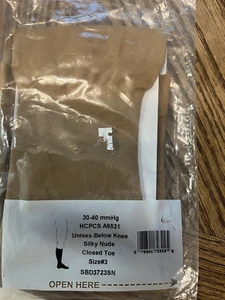 30-40 mmHg
HCPCS A6531
Unisex-Below Knee
Silky Nude
Closed Toe
Size#3
SBD3723SN
OPEN HERE